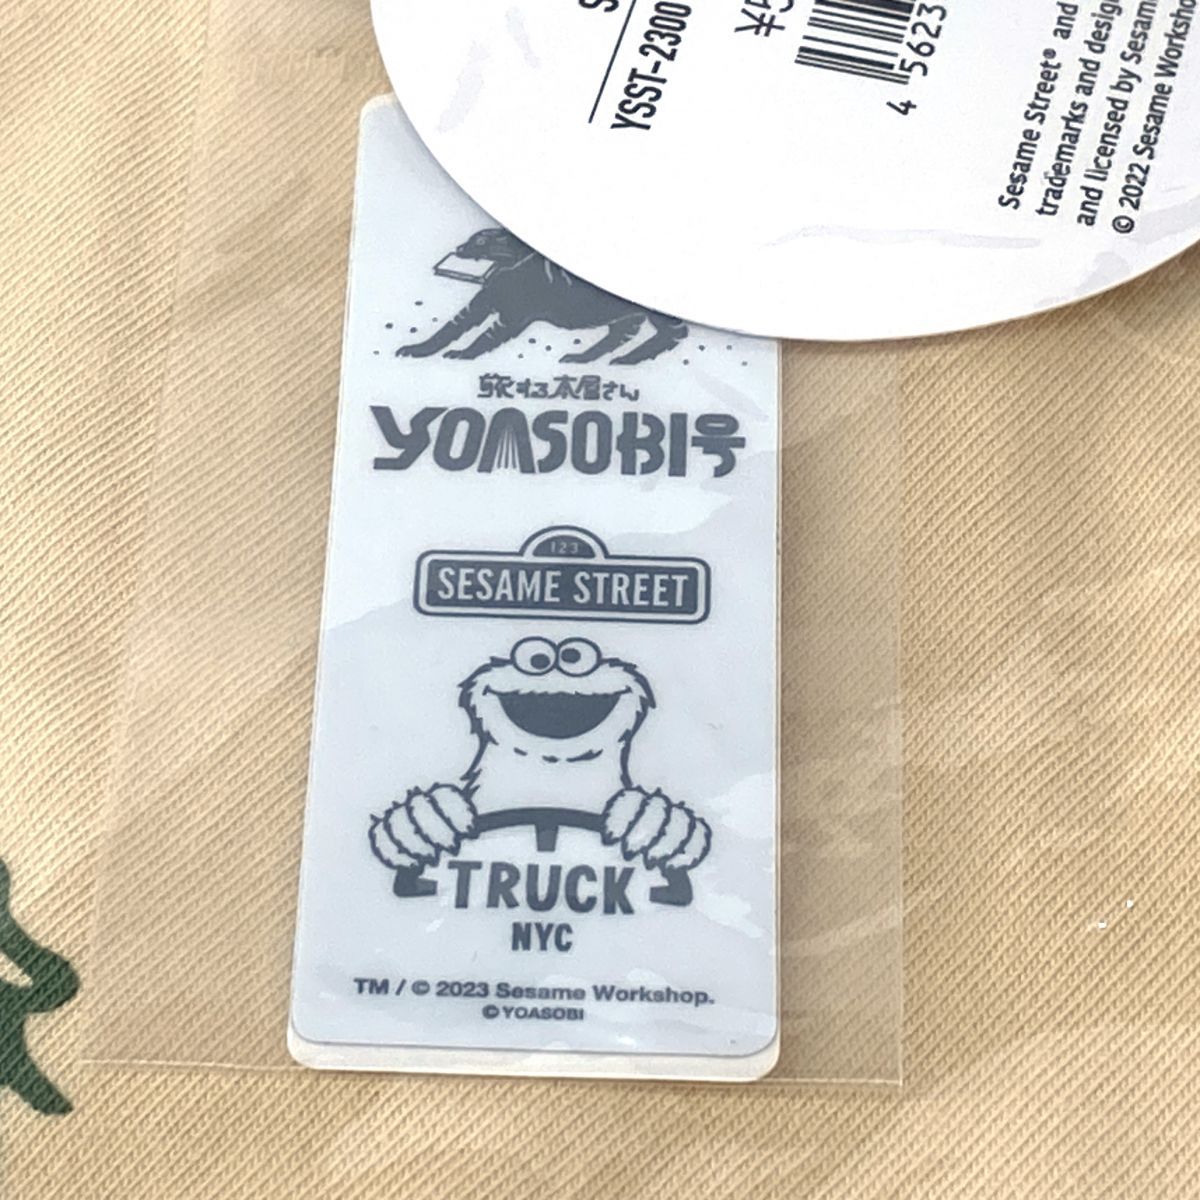 YSST-2300
4 5623
Sesame Street® and
trademarks and desig
and licensed by Sesam
© 2022 Sesame Worksho
旅する本屋さん
YOASOBI号
123
SESAME STREET
TRUCK
NYC
TM / © 2023 Sesame Workshop.
© YOASOBI